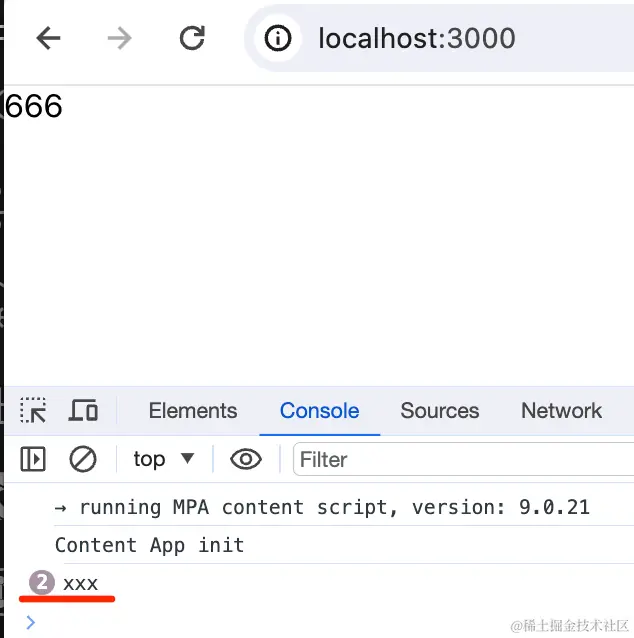 localhost:3000
666
Elements Console Sources Network
top Filter
→ running MPA content script, version: 9.0.21
Content App init
2 xxx
@稀土掘金技术社区